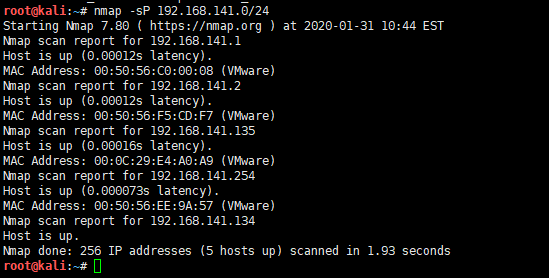 root@kali:~# nmap -sP 192.168.141.0/24
Starting Nmap 7.80 ( https://nmap.org ) at 2020-01-31 10:44 EST
Nmap scan report for 192.168.141.1
Host is up (0.00012s latency).
MAC Address: 00:50:56:C0:00:08 (VMware)
Nmap scan report for 192.168.141.2
Host is up (0.00012s latency).
MAC Address: 00:50:56:F5:CD:F7 (VMware)
Nmap scan report for 192.168.141.135
Host is up (0.00016s latency).
MAC Address: 00:0C:29:E4:A0:A9 (VMware)
Nmap scan report for 192.168.141.254
Host is up (0.000073s latency).
MAC Address: 00:50:56:EE:9A:57 (VMware)
Nmap scan report for 192.168.141.134
Host is up.
Nmap done: 256 IP addresses (5 hosts up) scanned in 1.93 seconds
root@kali:~#